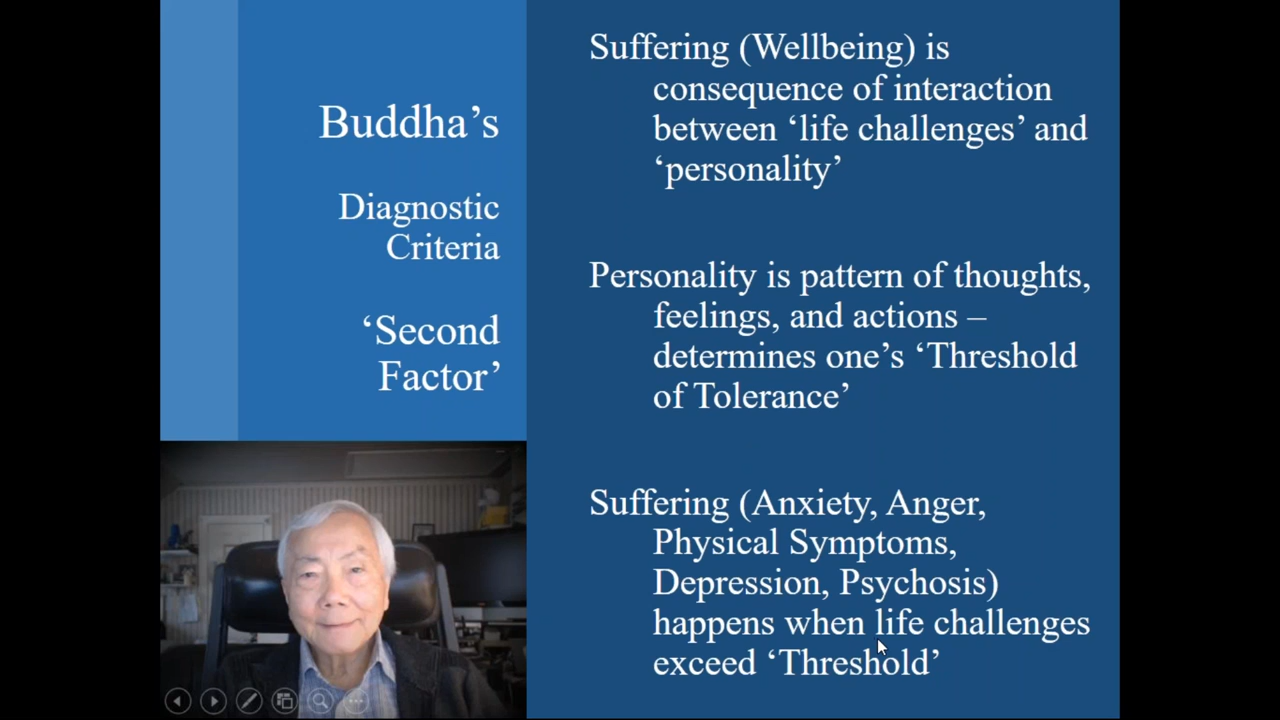 Buddha’s
Diagnostic
Criteria
‘Second
Factor’
Suffering (Wellbeing) is
consequence of interaction
between ‘life challenges’ and
‘personality’
Personality is pattern of thoughts,
feelings, and actions –
determines one’s ‘Threshold
of Tolerance’
Suffering (Anxiety, Anger,
Physical Symptoms,
Depression, Psychosis)
happens when life challenges
exceed ‘Threshold’